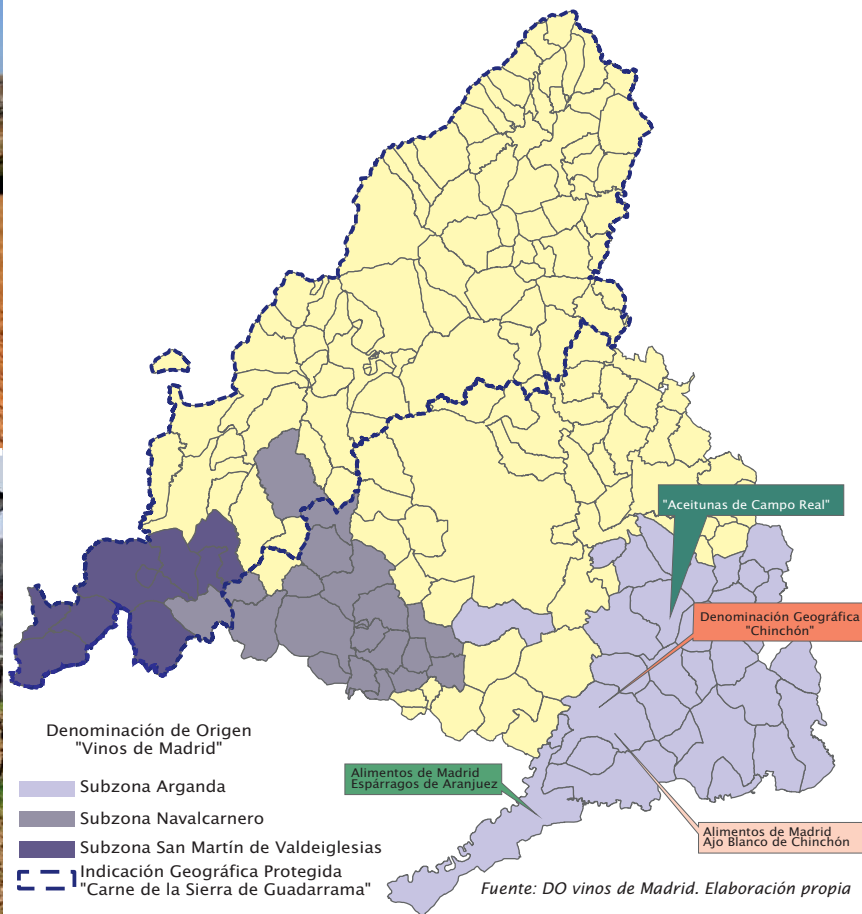 "Aceitunas de Campo Real"
Denominación Geográfica
"Chinchón"
Denominación de Origen
"Vinos de Madrid"
Subzona Arganda
Subzona Navalcarnero
Subzona San Martín de Valdeiglesias
Indicación Geográfica Protegida
"Carne de la Sierra de Guadarrama"
Alimentos de Madrid
Espárragos de Aranjuez
Alimentos de Madrid
Ajo Blanco de Chinchón
Fuente: DO vinos de Madrid. Elaboración propia